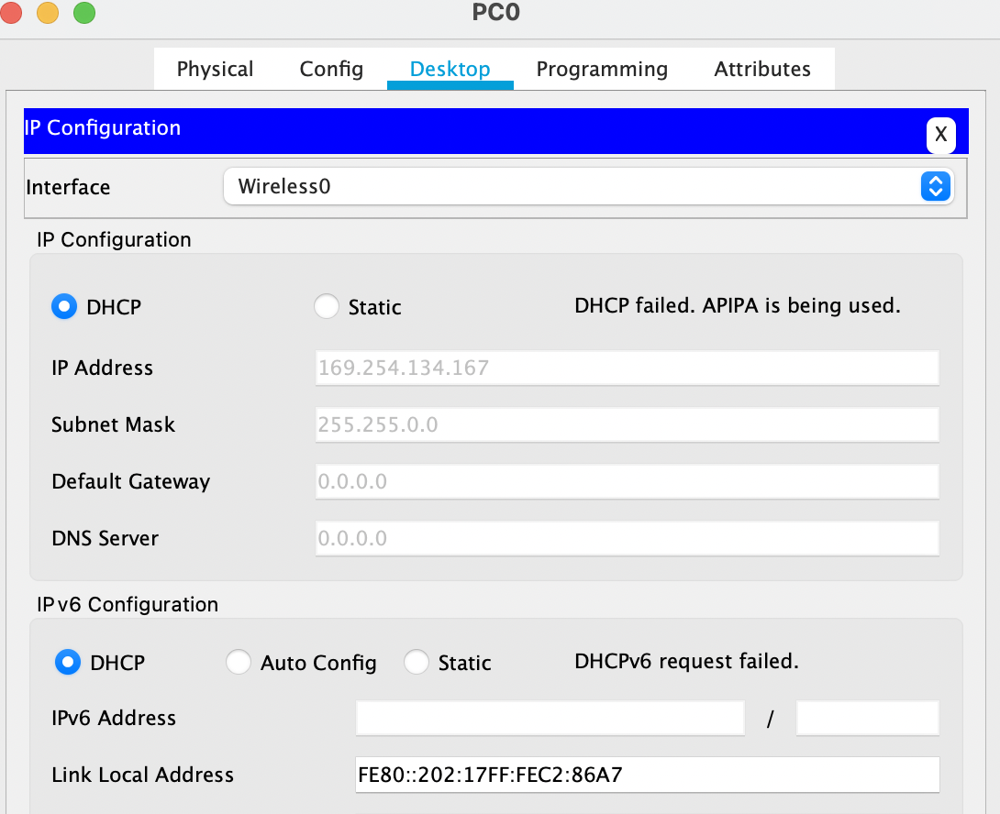 PC0
Physical Config Desktop Programming Attributes
IP Configuration X
Interface Wireless0
IP Configuration
DHCP Static DHCP failed. APIPA is being used.
IP Address 169.254.134.167
Subnet Mask 255.255.0.0
Default Gateway 0.0.0.0
DNS Server 0.0.0.0
IPv6 Configuration
DHCP Auto Config Static DHCPv6 request failed.
IPv6 Address /
Link Local Address FE80::202:17FF:FEC2:86A7